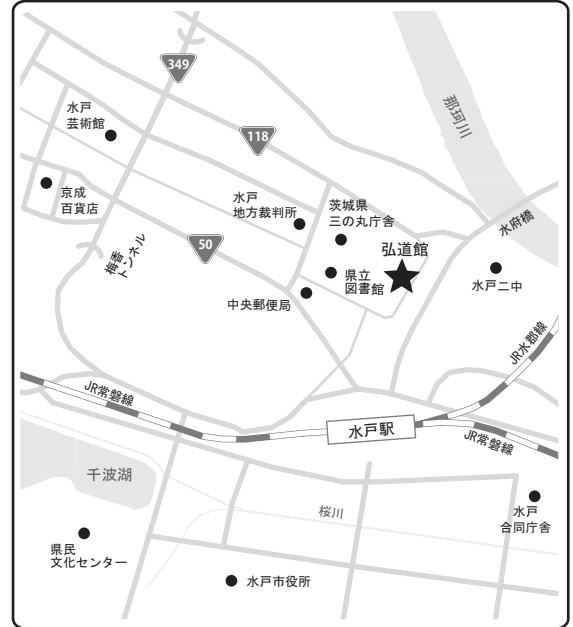 349
水戸
芸術館
118
那珂川
京成
百貨店
水戸
地方裁判所
茨城県
三の丸庁舎
水府橋
50
梅香
トンネル
弘道館
県立
図書館
水戸二中
中央郵便局
JR水郡線
JR常磐線
水戸駅
JR常磐線
千波湖
桜川
水戸
合同庁舎
県民
文化センター
水戸市役所